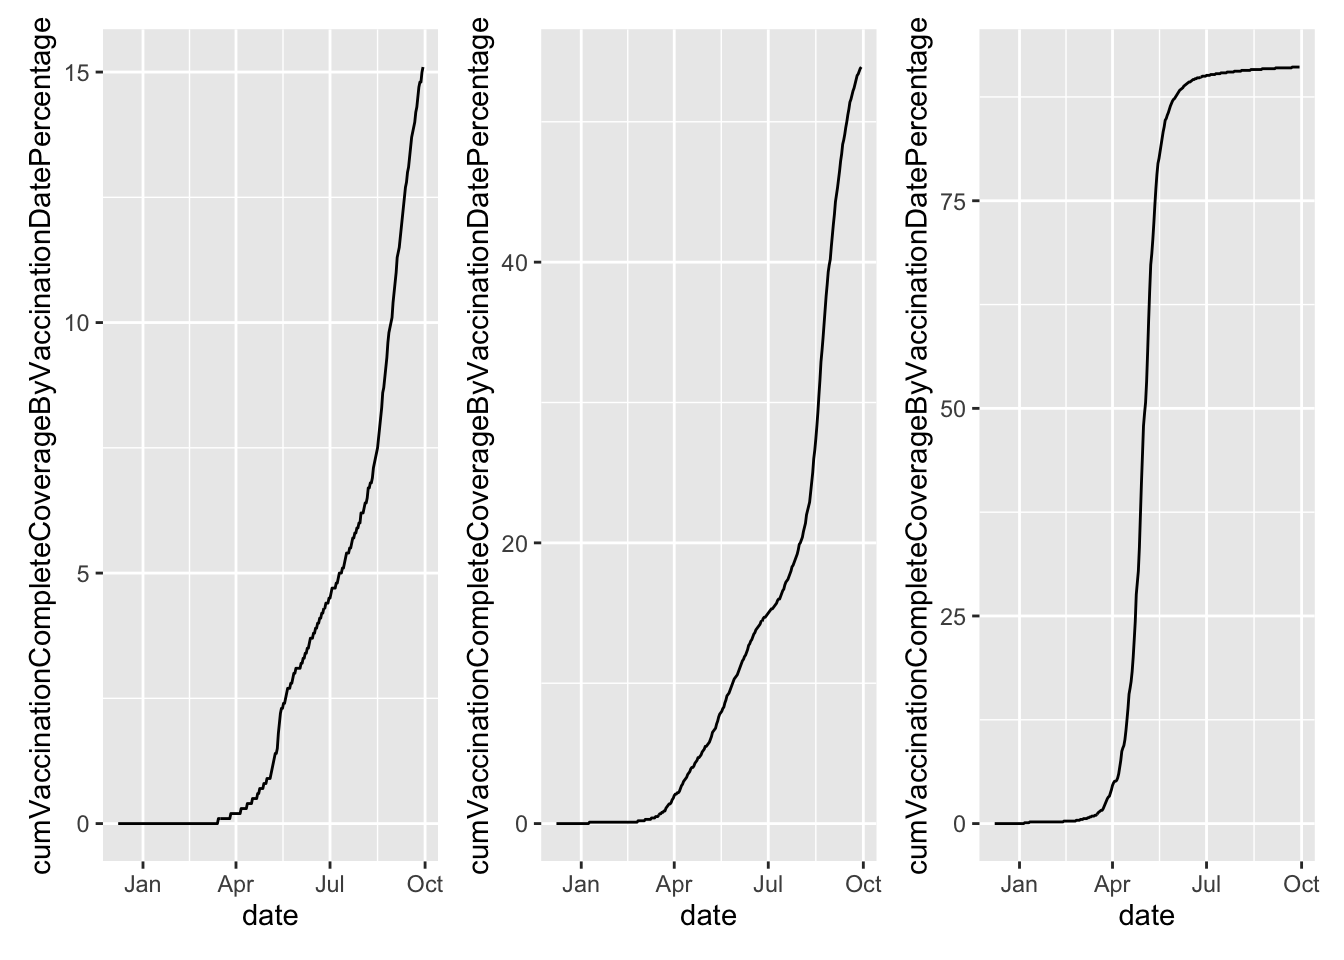 cumVaccinationCompleteCoverageByVaccinationDatePercentage
15
10
5
0
Jan Apr Jul Oct
date
cumVaccinationCompleteCoverageByVaccinationDatePercentage
40
20
0
Jan Apr Jul Oct
date
cumVaccinationCompleteCoverageByVaccinationDatePercentage
75
50
25
0
Jan Apr Jul Oct
date